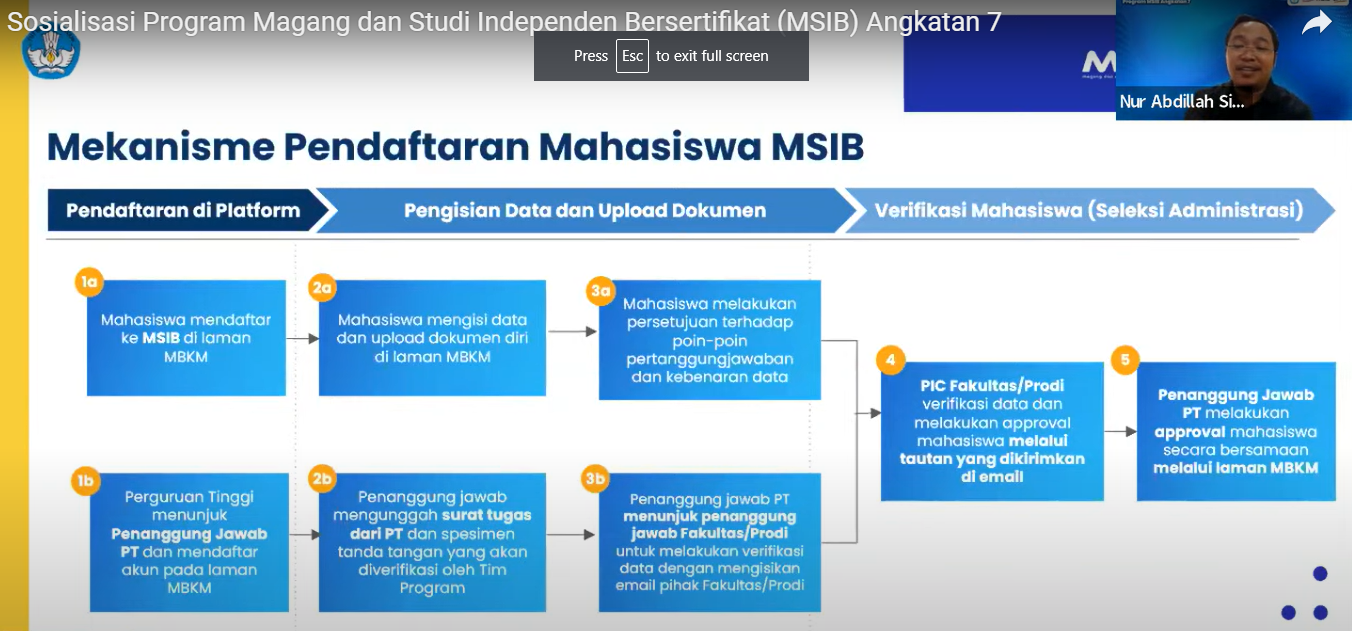 Sosialisasi Program Magang dan Studi Independen Bersertifikat (MSIB) Angkatan 7
Press Esc to exit full screen
M
Nur Abdillah Si...
Mekanisme Pendaftaran Mahasiswa MSIB
Pendaftaran di Platform
Pengisian Data dan Upload Dokumen
Verifikasi Mahasiswa (Seleksi Administrasi)
1a
Mahasiswa mendaftar
ke MSIB di laman
MBKM
2a
Mahasiswa mengisi data
dan upload dokumen diri
di laman MBKM
3a
Mahasiswa melakukan
persetujuan terhadap
poin-poin
pertanggungjawaban
dan kebenaran data
1b
Perguruan Tinggi
menunjuk
Penanggung Jawab
PT dan mendaftar
akun pada laman
MBKM
2b
Penanggung jawab
mengunggah surat tugas
dari PT dan spesimen
tanda tangan yang akan
diverifikasi oleh Tim
Program
3b
Penanggung jawab PT
menunjuk penanggung
jawab Fakultas/Prodi
untuk melakukan verifikasi
data dengan mengisikan
email pihak Fakultas/Prodi
4
PIC Fakultas/Prodi
verifikasi data dan
melakukan approval
mahasiswa melalui
tautan yang dikirimkan
di email
5
Penanggung Jawab
PT melakukan
approval mahasiswa
secara bersamaan
melalui laman MBKM